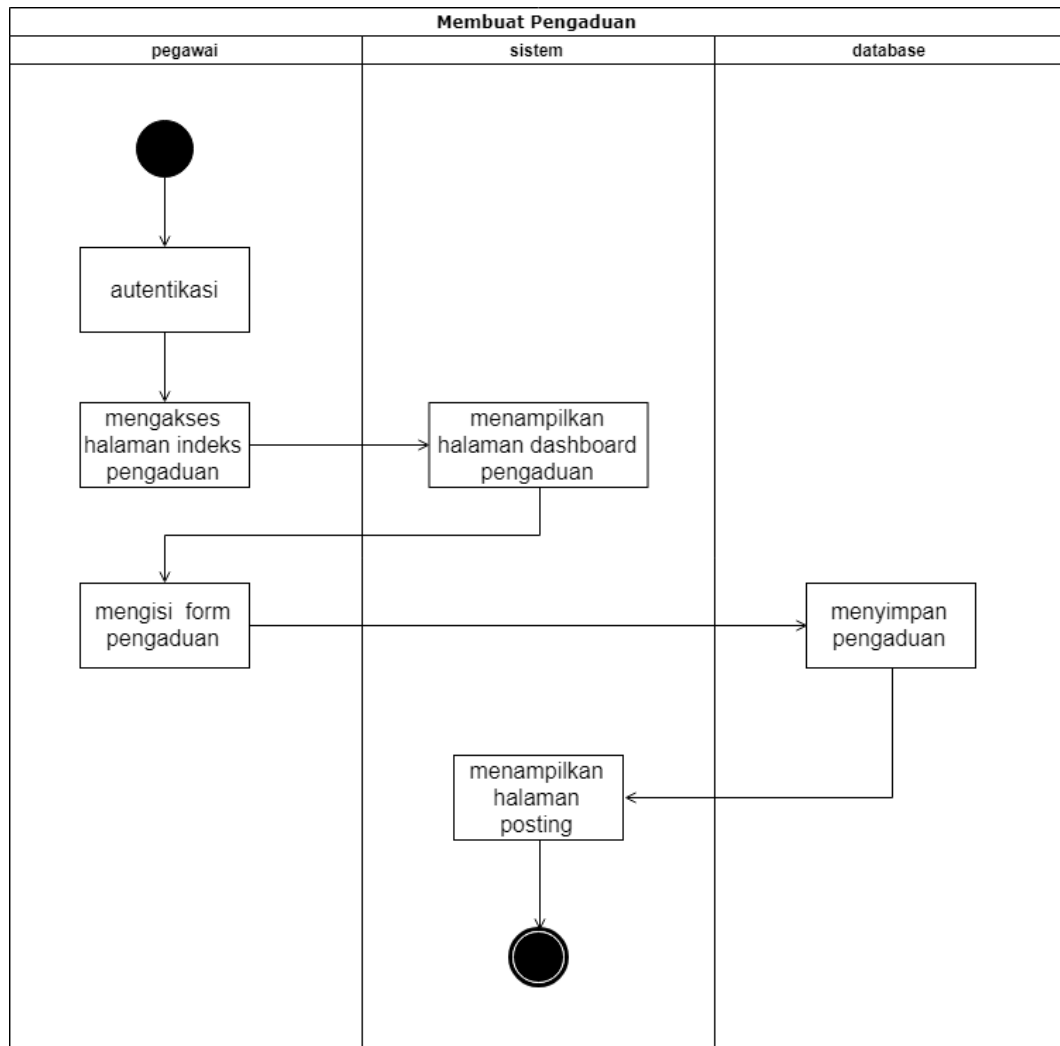 Membuat Pengaduan
pegawai
sistem
database
autentikasi
mengakses
halaman indeks
pengaduan
menampilkan
halaman dashboard
pengaduan
mengisi  form
pengaduan
menyimpan
pengaduan
menampilkan
halaman
posting